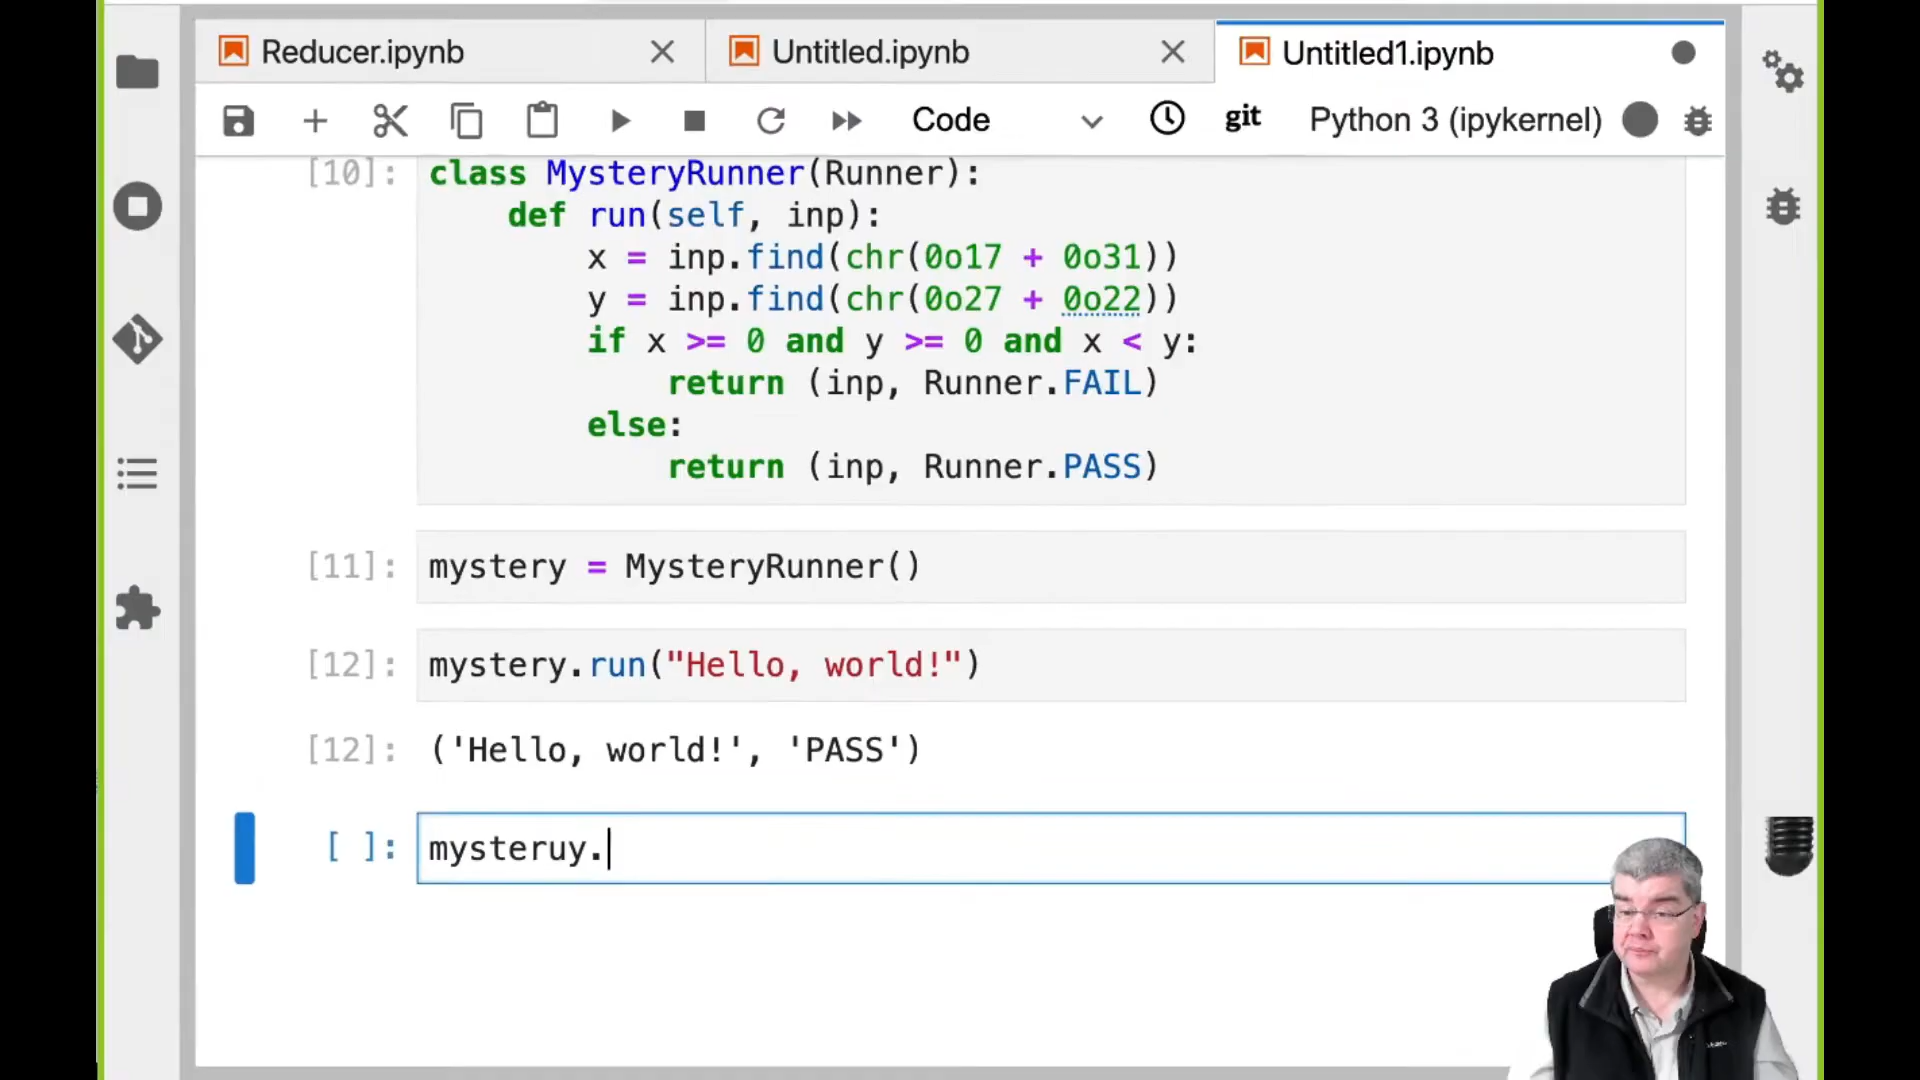 Reducer.ipynb
Untitled.ipynb
Untitled1.ipynb
Code
git
Python 3 (ipykernel)
[10]:
class MysteryRunner(Runner):
    def run(self, inp):
        x = inp.find(chr(0o17 + 0o31))
        y = inp.find(chr(0o27 + 0o22))
        if x >= 0 and y >= 0 and x < y:
            return (inp, Runner.FAIL)
        else:
            return (inp, Runner.PASS)
[11]: mystery = MysteryRunner()
[12]: mystery.run("Hello, world!")
[12]: ('Hello, world!', 'PASS')
[ ]: mysteruy.